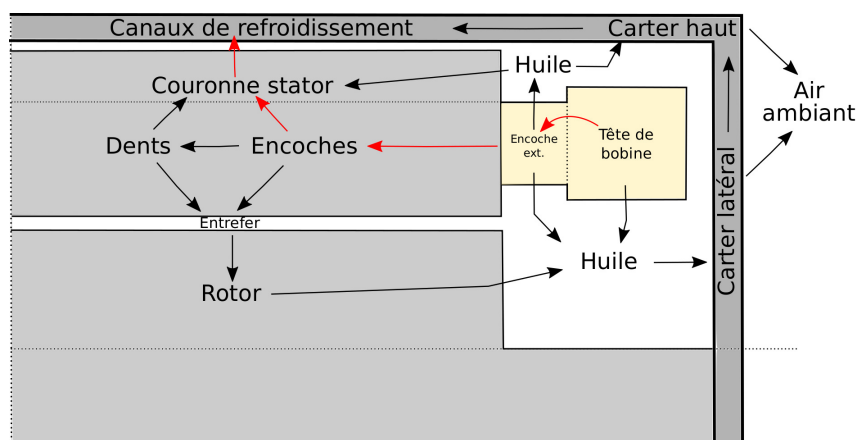 Canaux de refroidissement
Carter haut
Huile
Couronne stator
Air
ambiant
Dents
Encoches
Encoche
ext.
Tête de
bobine
Entrefer
Carter latéral
Huile
Rotor